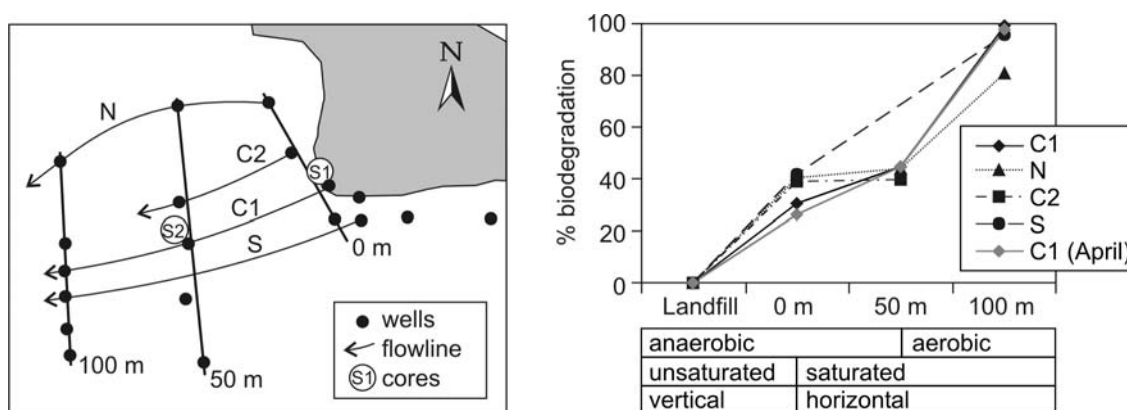 N
N
C2
S1
C1
S2
S
0 m
50 m
100 m
wells
flowline
S1 cores
% biodegradation
100
80
60
40
20
0
C1
N
C2
S
C1 (April)
Landfill 0 m 50 m 100 m
anaerobic aerobic
unsaturated saturated
vertical horizontal